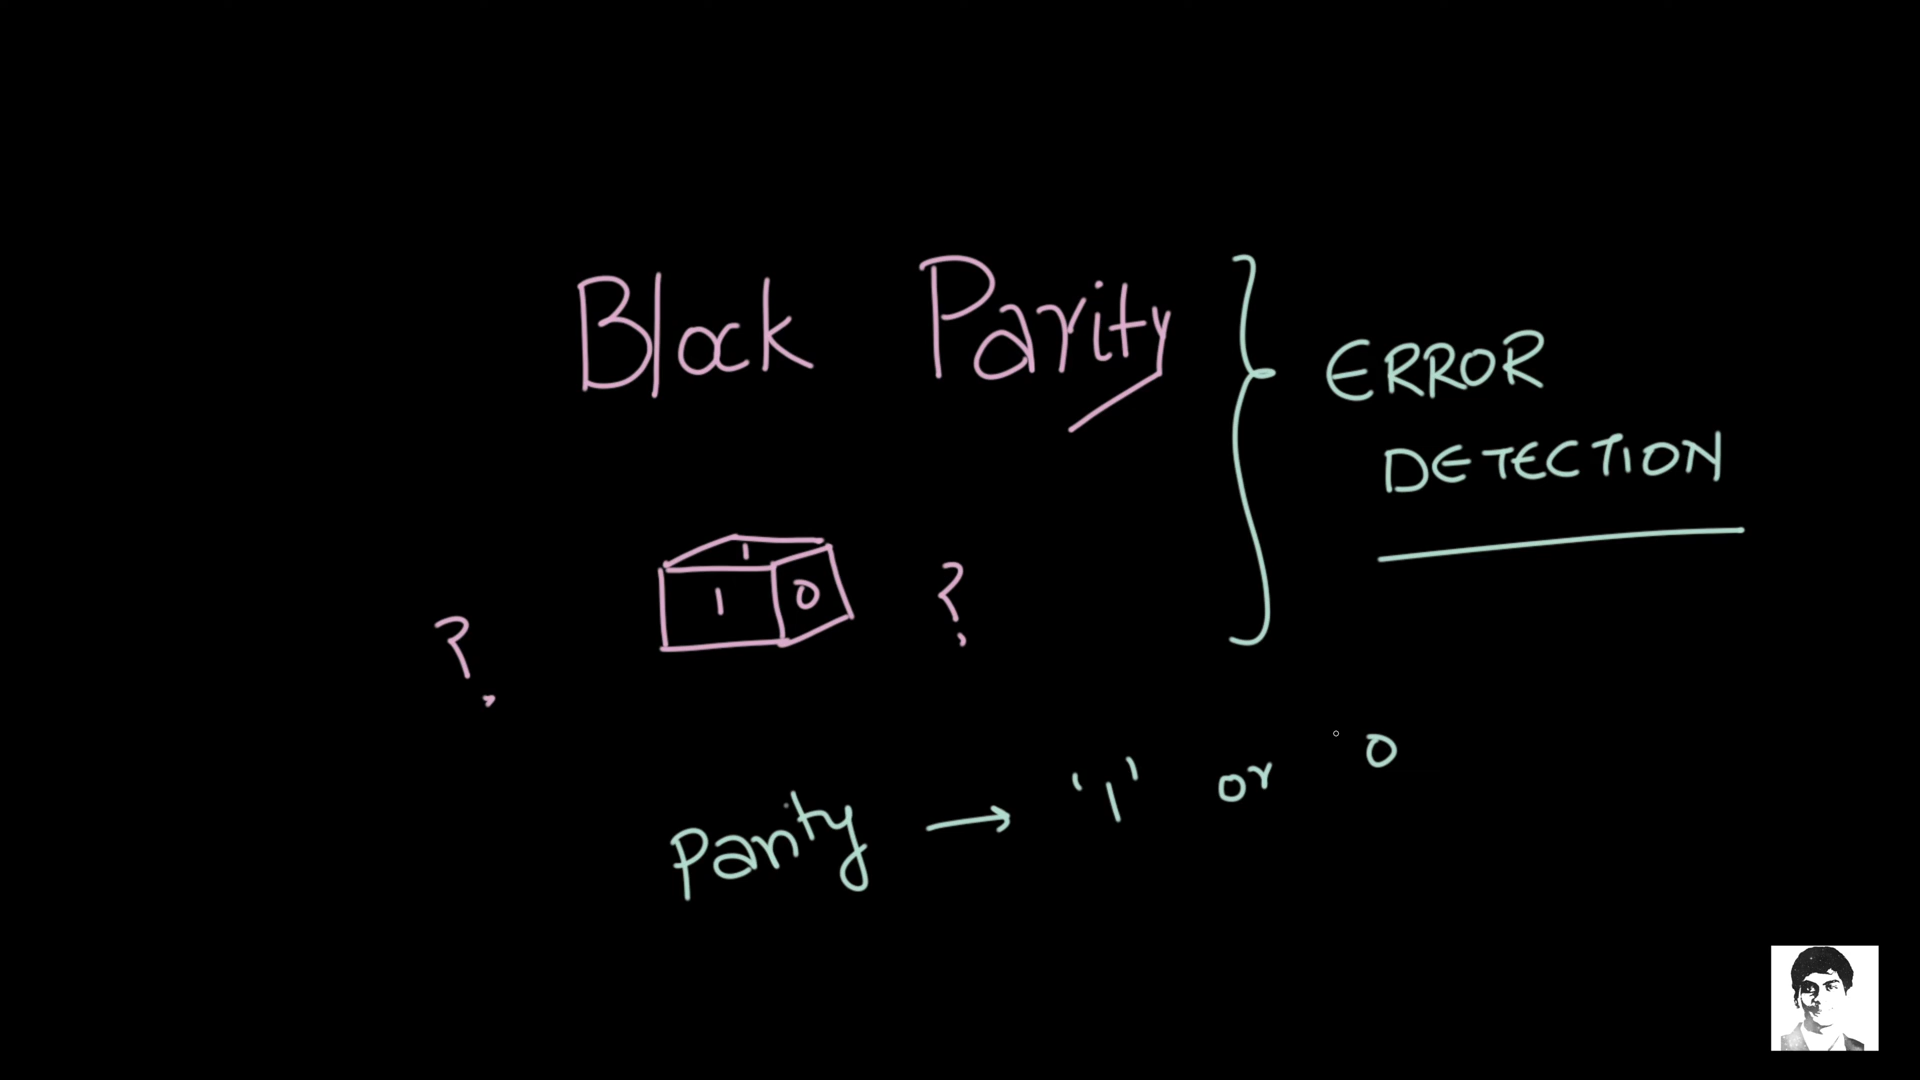 Block Parity
ERROR
DETECTION
1
1 0
? ?
Parity → '1' or 0